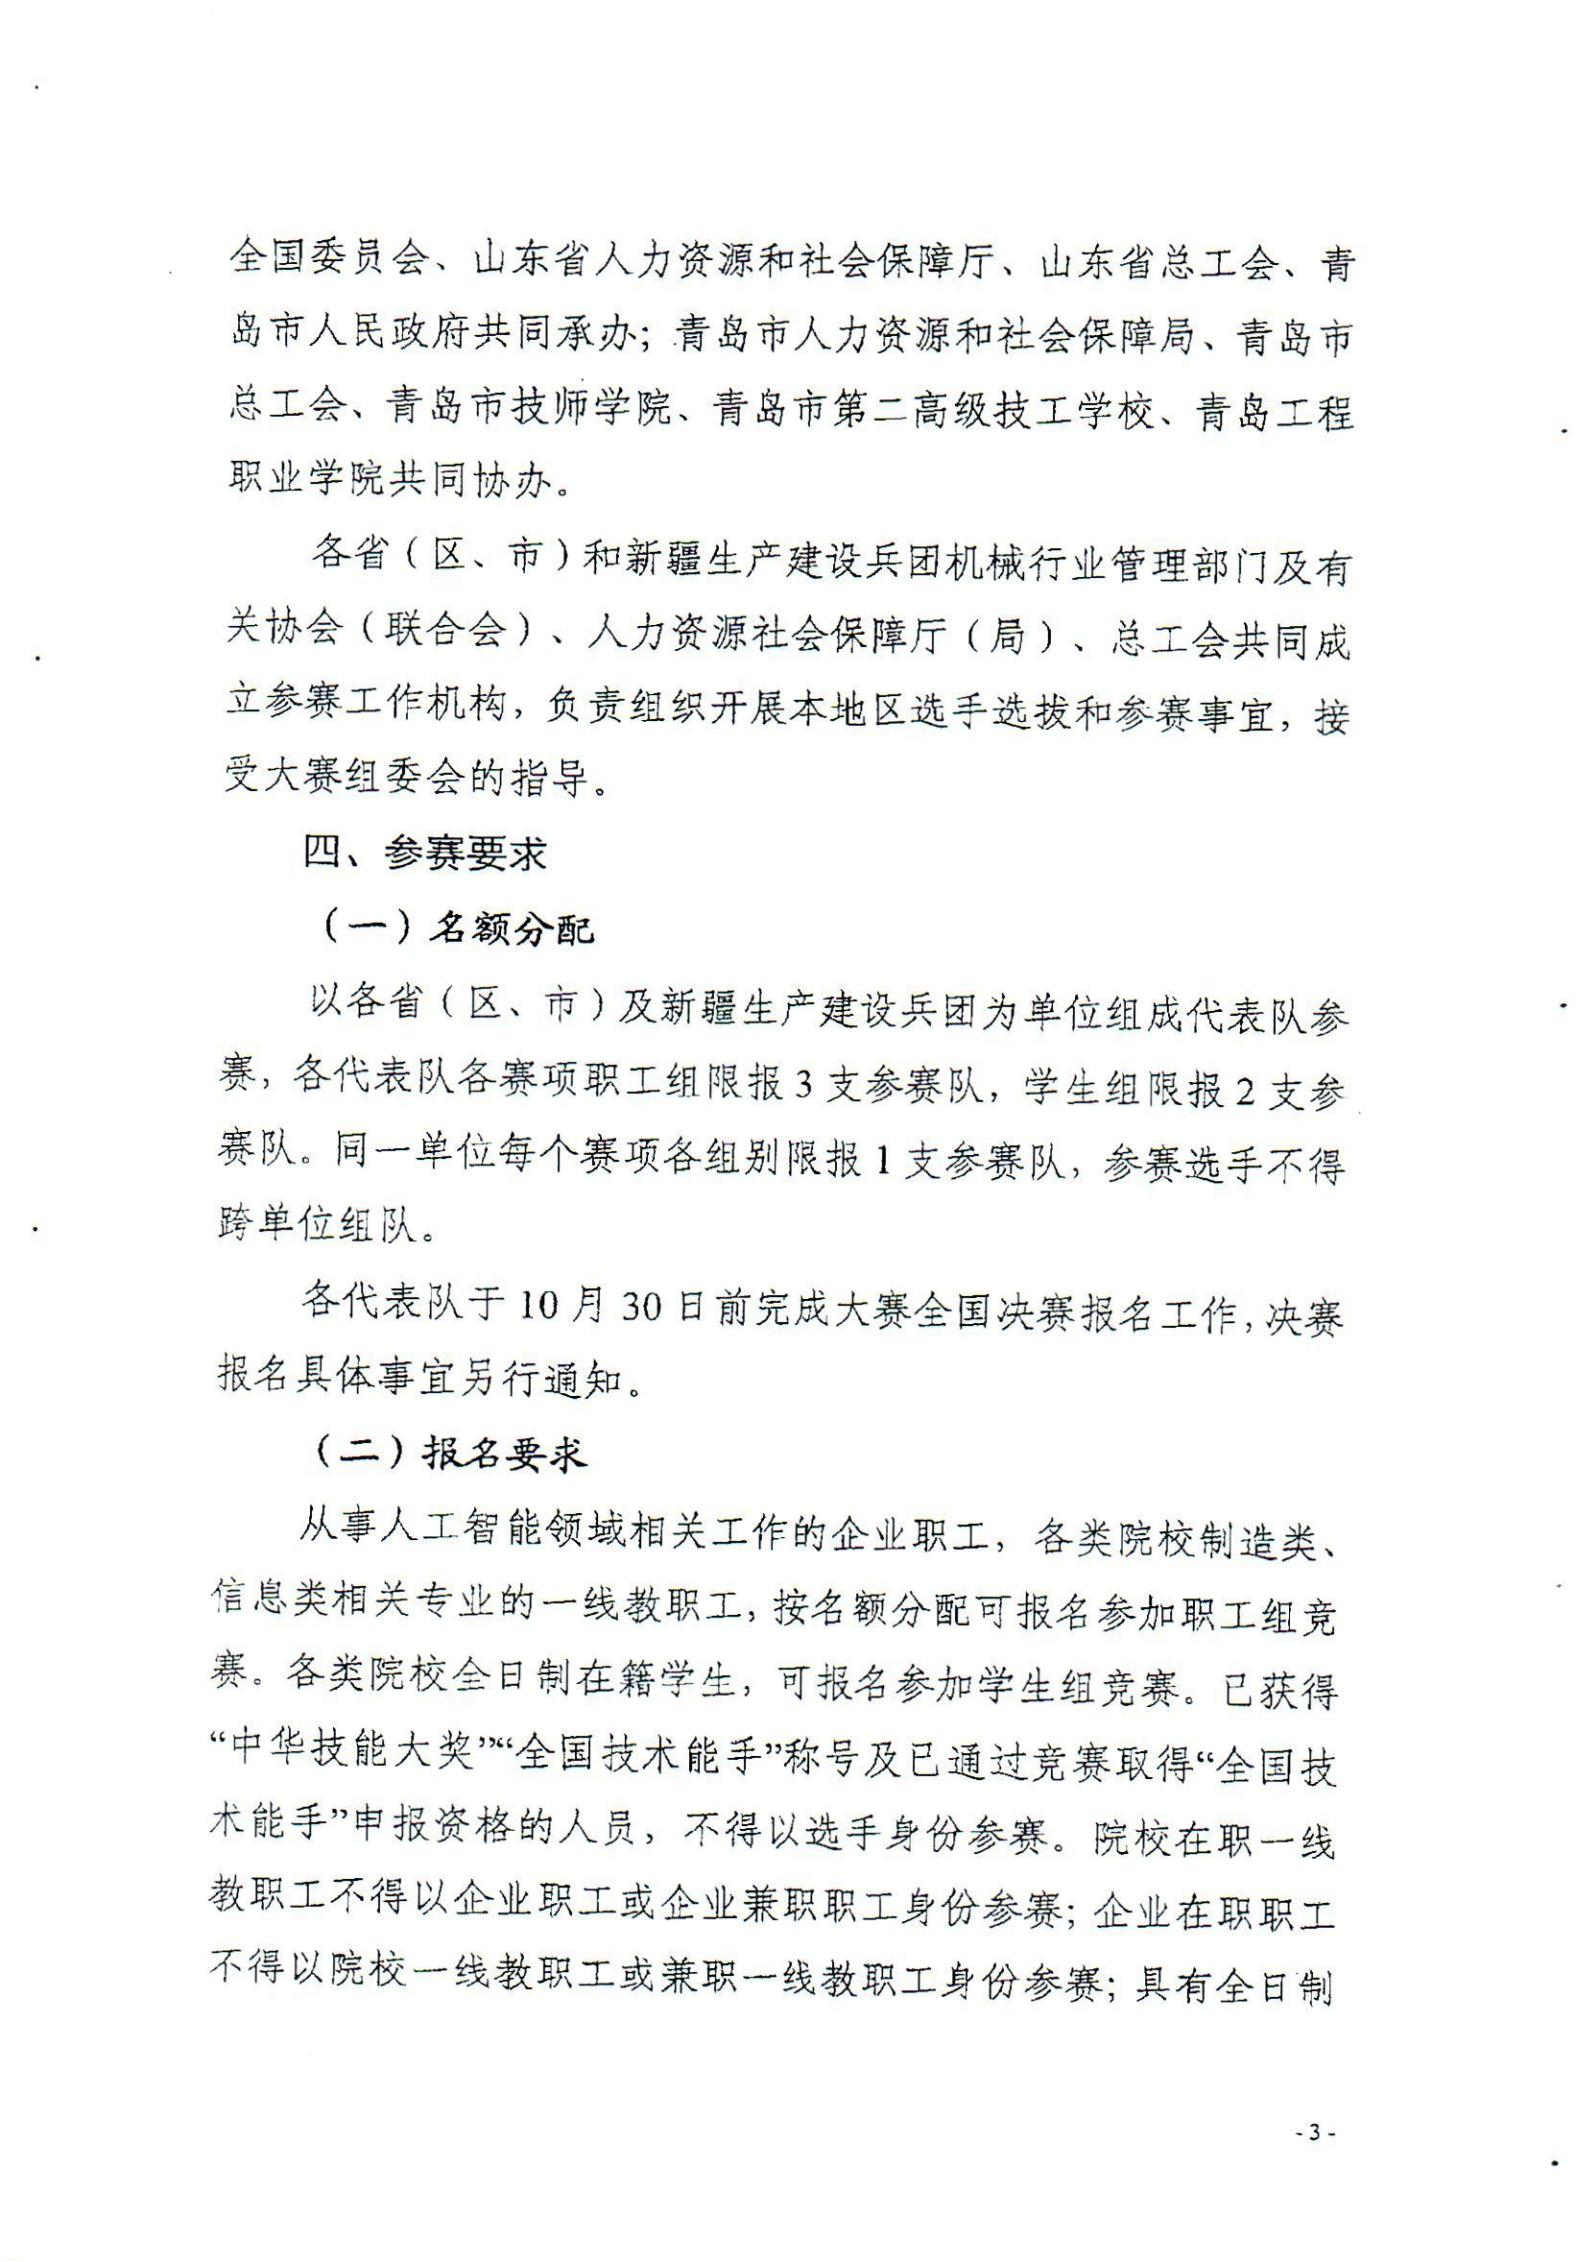 全国委员会、山东省人力资源和社会保障厅、山东省总工会、青
岛市人民政府共同承办；青岛市人力资源和社会保障局、青岛市
总工会、青岛市技师学院、青岛市第二高级技工学校、青岛工程
职业学院共同协办。
各省（区、市）和新疆生产建设兵团机械行业管理部门及有
关协会（联合会）、人力资源社会保障厅（局）、总工会共同成
立参赛工作机构，负责组织开展本地区选手选拔和参赛事宜，接
受大赛组委会的指导。
四、参赛要求
（一）名额分配
以各省（区、市）及新疆生产建设兵团为单位组成代表队参
赛，各代表队各赛项职工组限报 3 支参赛队，学生组限报 2 支参
赛队。同一单位每个赛项各组别限报 1 支参赛队，参赛选手不得
跨单位组队。
各代表队于 10 月 30 日前完成大赛全国决赛报名工作，决赛
报名具体事宜另行通知。
（二）报名要求
从事人工智能领域相关工作的企业职工，各类院校制造类、
信息类相关专业的一线教职工，按名额分配可报名参加职工组竞
赛。各类院校全日制在籍学生，可报名参加学生组竞赛。已获得
“中华技能大奖”“全国技术能手”称号及已通过竞赛取得“全国技
术能手”申报资格的人员，不得以选手身份参赛。院校在职一线
教职工不得以企业职工或企业兼职职工身份参赛；企业在职职工
不得以院校一线教职工或兼职一线教职工身份参赛；具有全日制
- 3 -